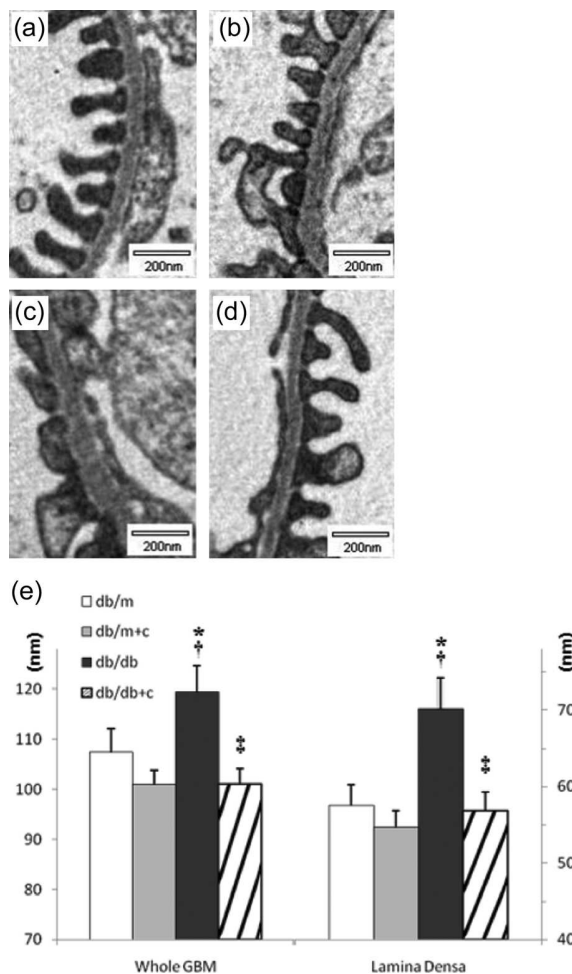 (a)
(b)
200nm
200nm
(c)
(d)
200nm
200nm
(e)
db/m
db/m+c
db/db
db/db+c
(nm)
(nm)
* *
† †
‡ ‡
120
110
100
90
80
70
70
60
50
40
Whole GBM
Lamina Densa